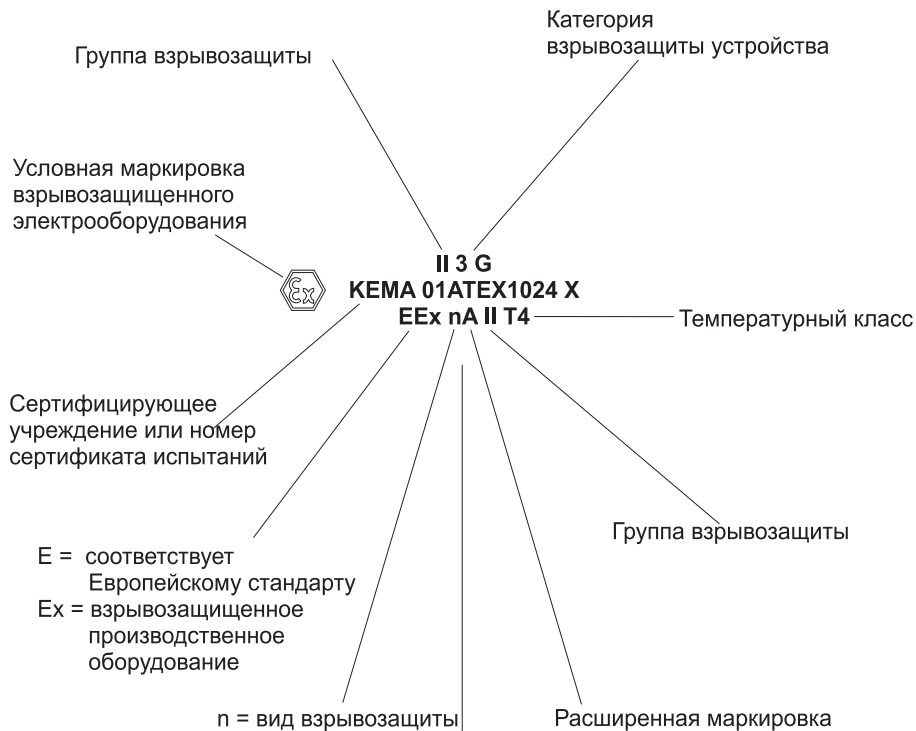 Категория
взрывозащиты устройства
Группа взрывозащиты
Условная маркировка
взрывозащищенного
электрооборудования
II 3 G
Ex
KEMA 01ATEX1024 X
EEx nA II T4
Температурный класс
Сертифицирующее
учреждение или номер
сертификата испытаний
Группа взрывозащиты
E = соответствует
Европейскому стандарту
Ex = взрывозащищенное
производственное
оборудование
n = вид взрывозащиты
Расширенная маркировка